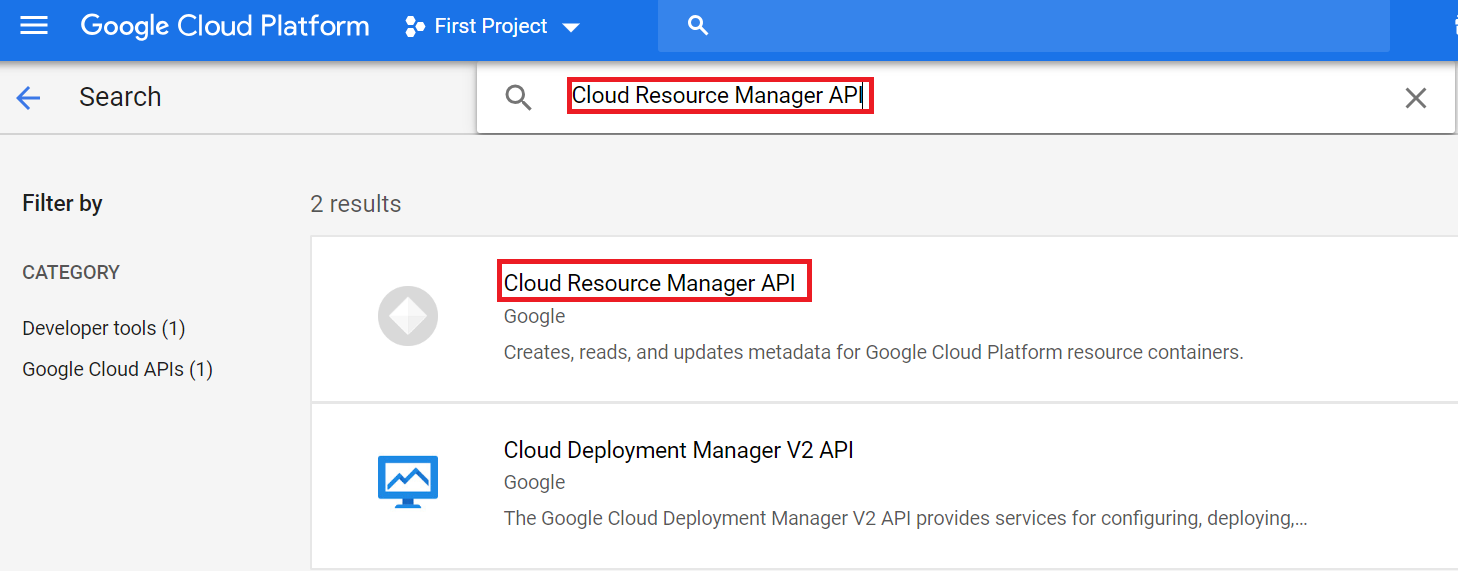 Google Cloud Platform First Project
Search
Cloud Resource Manager API
Filter by
2 results
CATEGORY
Developer tools (1)
Google Cloud APIs (1)
Cloud Resource Manager API
Google
Creates, reads, and updates metadata for Google Cloud Platform resource containers.
Cloud Deployment Manager V2 API
Google
The Google Cloud Deployment Manager V2 API provides services for configuring, deploying,...